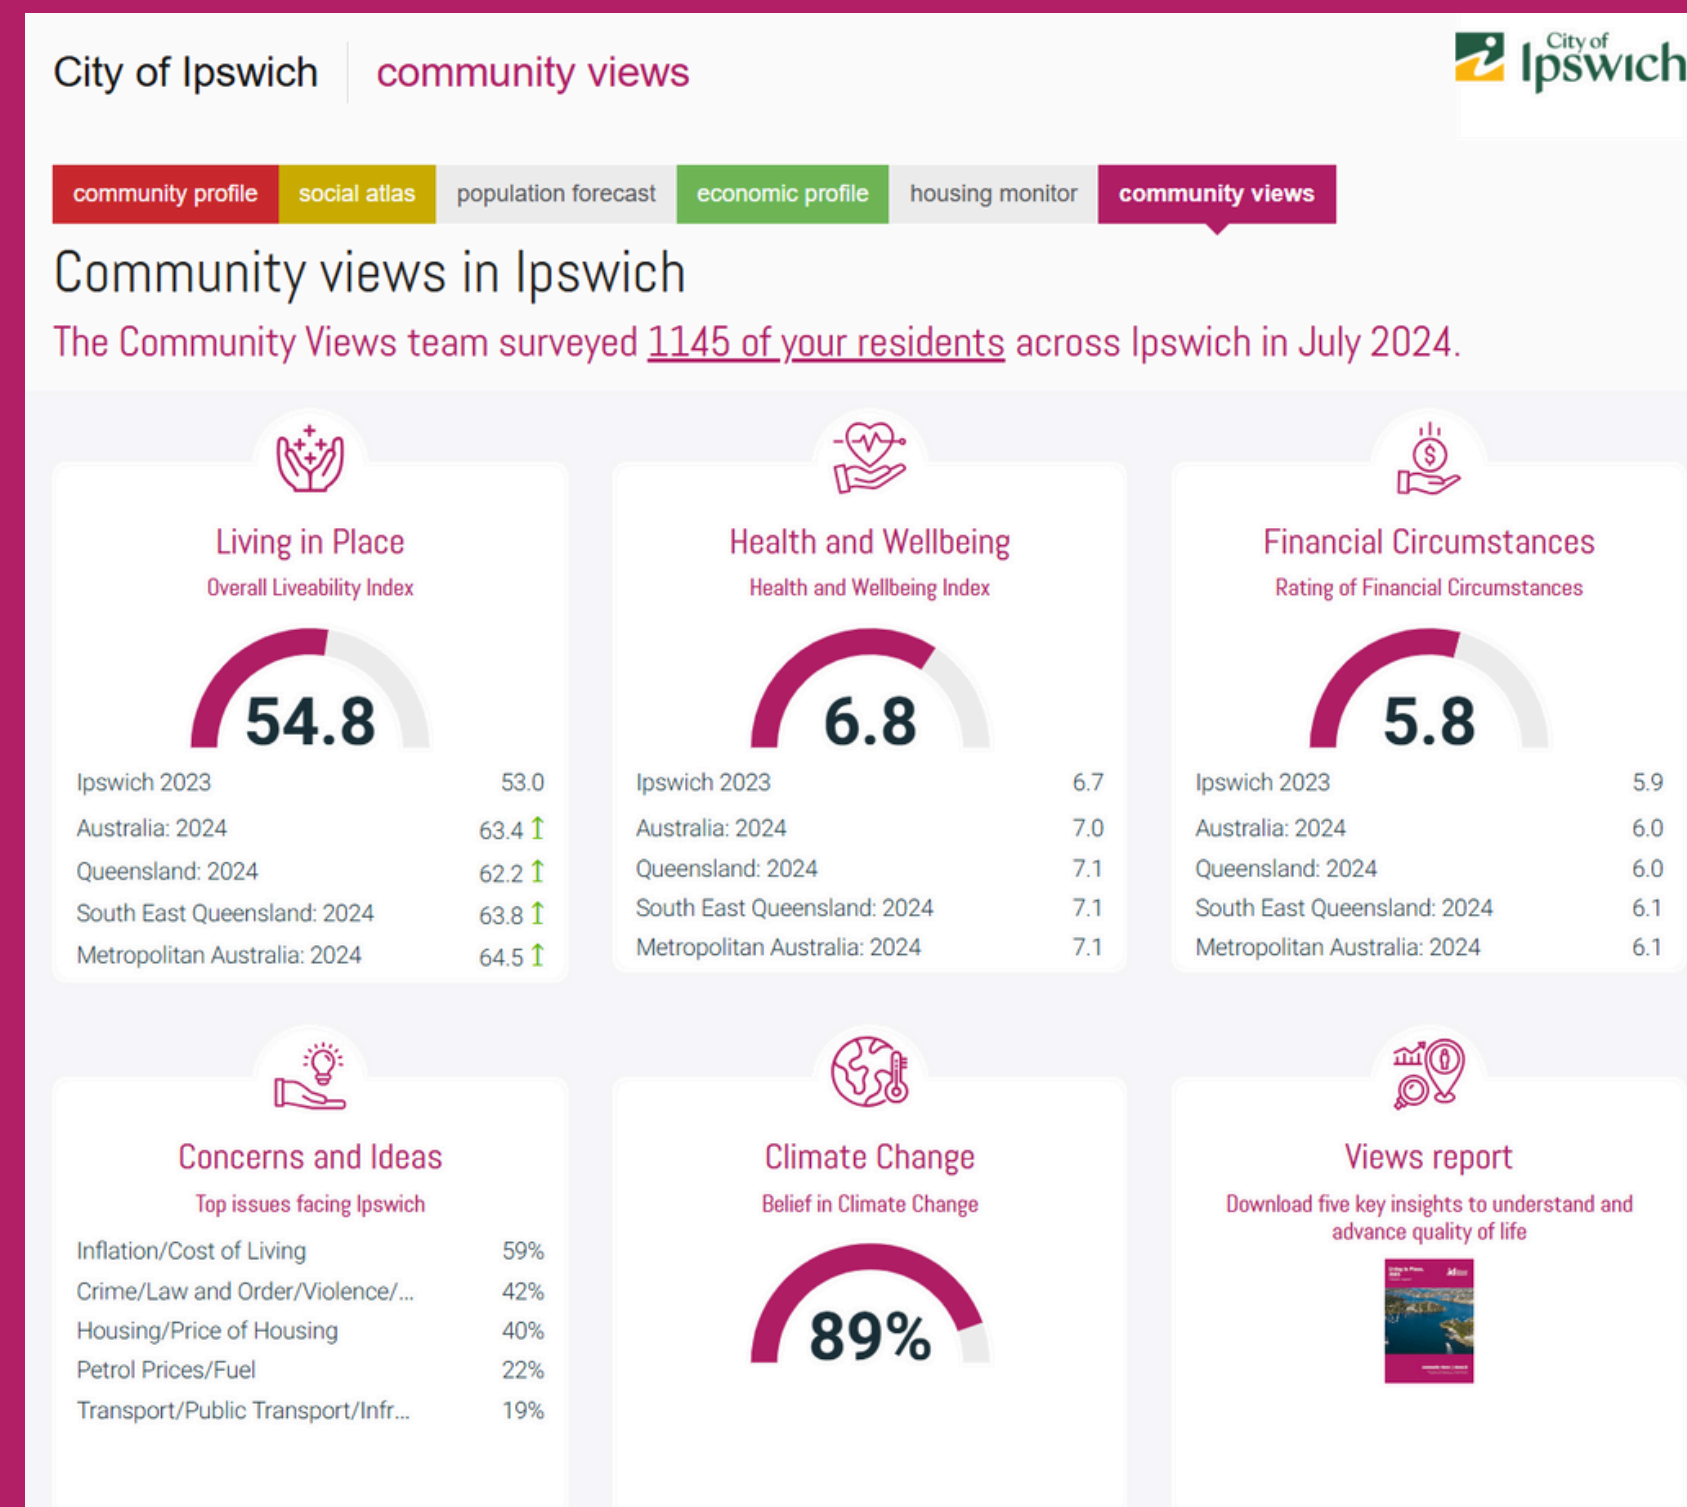 City of Ipswich
community views
City of
Ipswich
community profile
social atlas
population forecast
economic profile
housing monitor
community views
Community views in Ipswich
The Community Views team surveyed 1145 of your residents across Ipswich in July 2024.
Living in Place
Overall Liveability Index
54.8
Ipswich 2023 53.0
Australia: 2024 63.4 ↑
Queensland: 2024 62.2 ↑
South East Queensland: 2024 63.8 ↑
Metropolitan Australia: 2024 64.5 ↑
Health and Wellbeing
Health and Wellbeing Index
6.8
Ipswich 2023 6.7
Australia: 2024 7.0
Queensland: 2024 7.1
South East Queensland: 2024 7.1
Metropolitan Australia: 2024 7.1
Financial Circumstances
Rating of Financial Circumstances
5.8
Ipswich 2023 5.9
Australia: 2024 6.0
Queensland: 2024 6.0
South East Queensland: 2024 6.1
Metropolitan Australia: 2024 6.1
Concerns and Ideas
Top issues facing Ipswich
Inflation/Cost of Living 59%
Crime/Law and Order/Violence/... 42%
Housing/Price of Housing 40%
Petrol Prices/Fuel 22%
Transport/Public Transport/Infr... 19%
Climate Change
Belief in Climate Change
89%
Views report
Download five key insights to understand and
advance quality of life
Living in Place,
.id